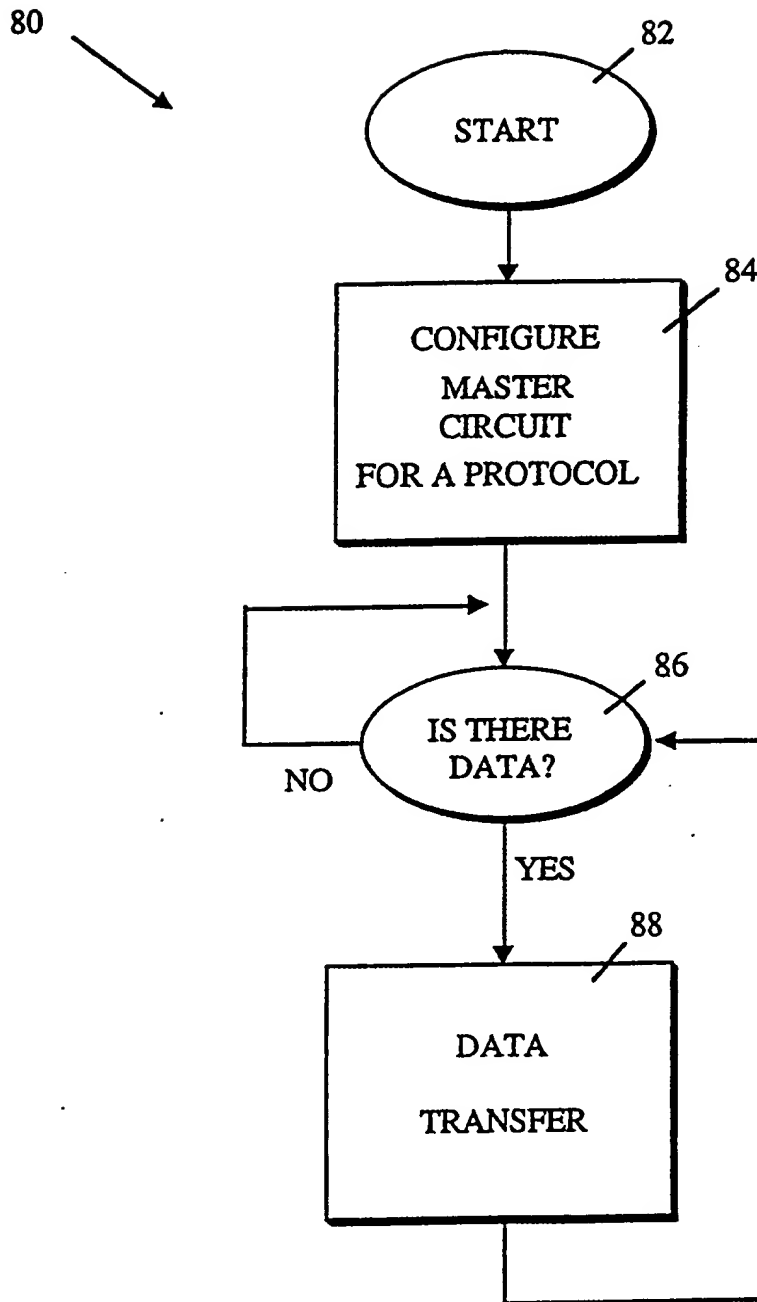 80
82
START
84
CONFIGURE
MASTER
CIRCUIT
FOR A PROTOCOL
86
IS THERE
DATA?
NO
YES
88
DATA
TRANSFER